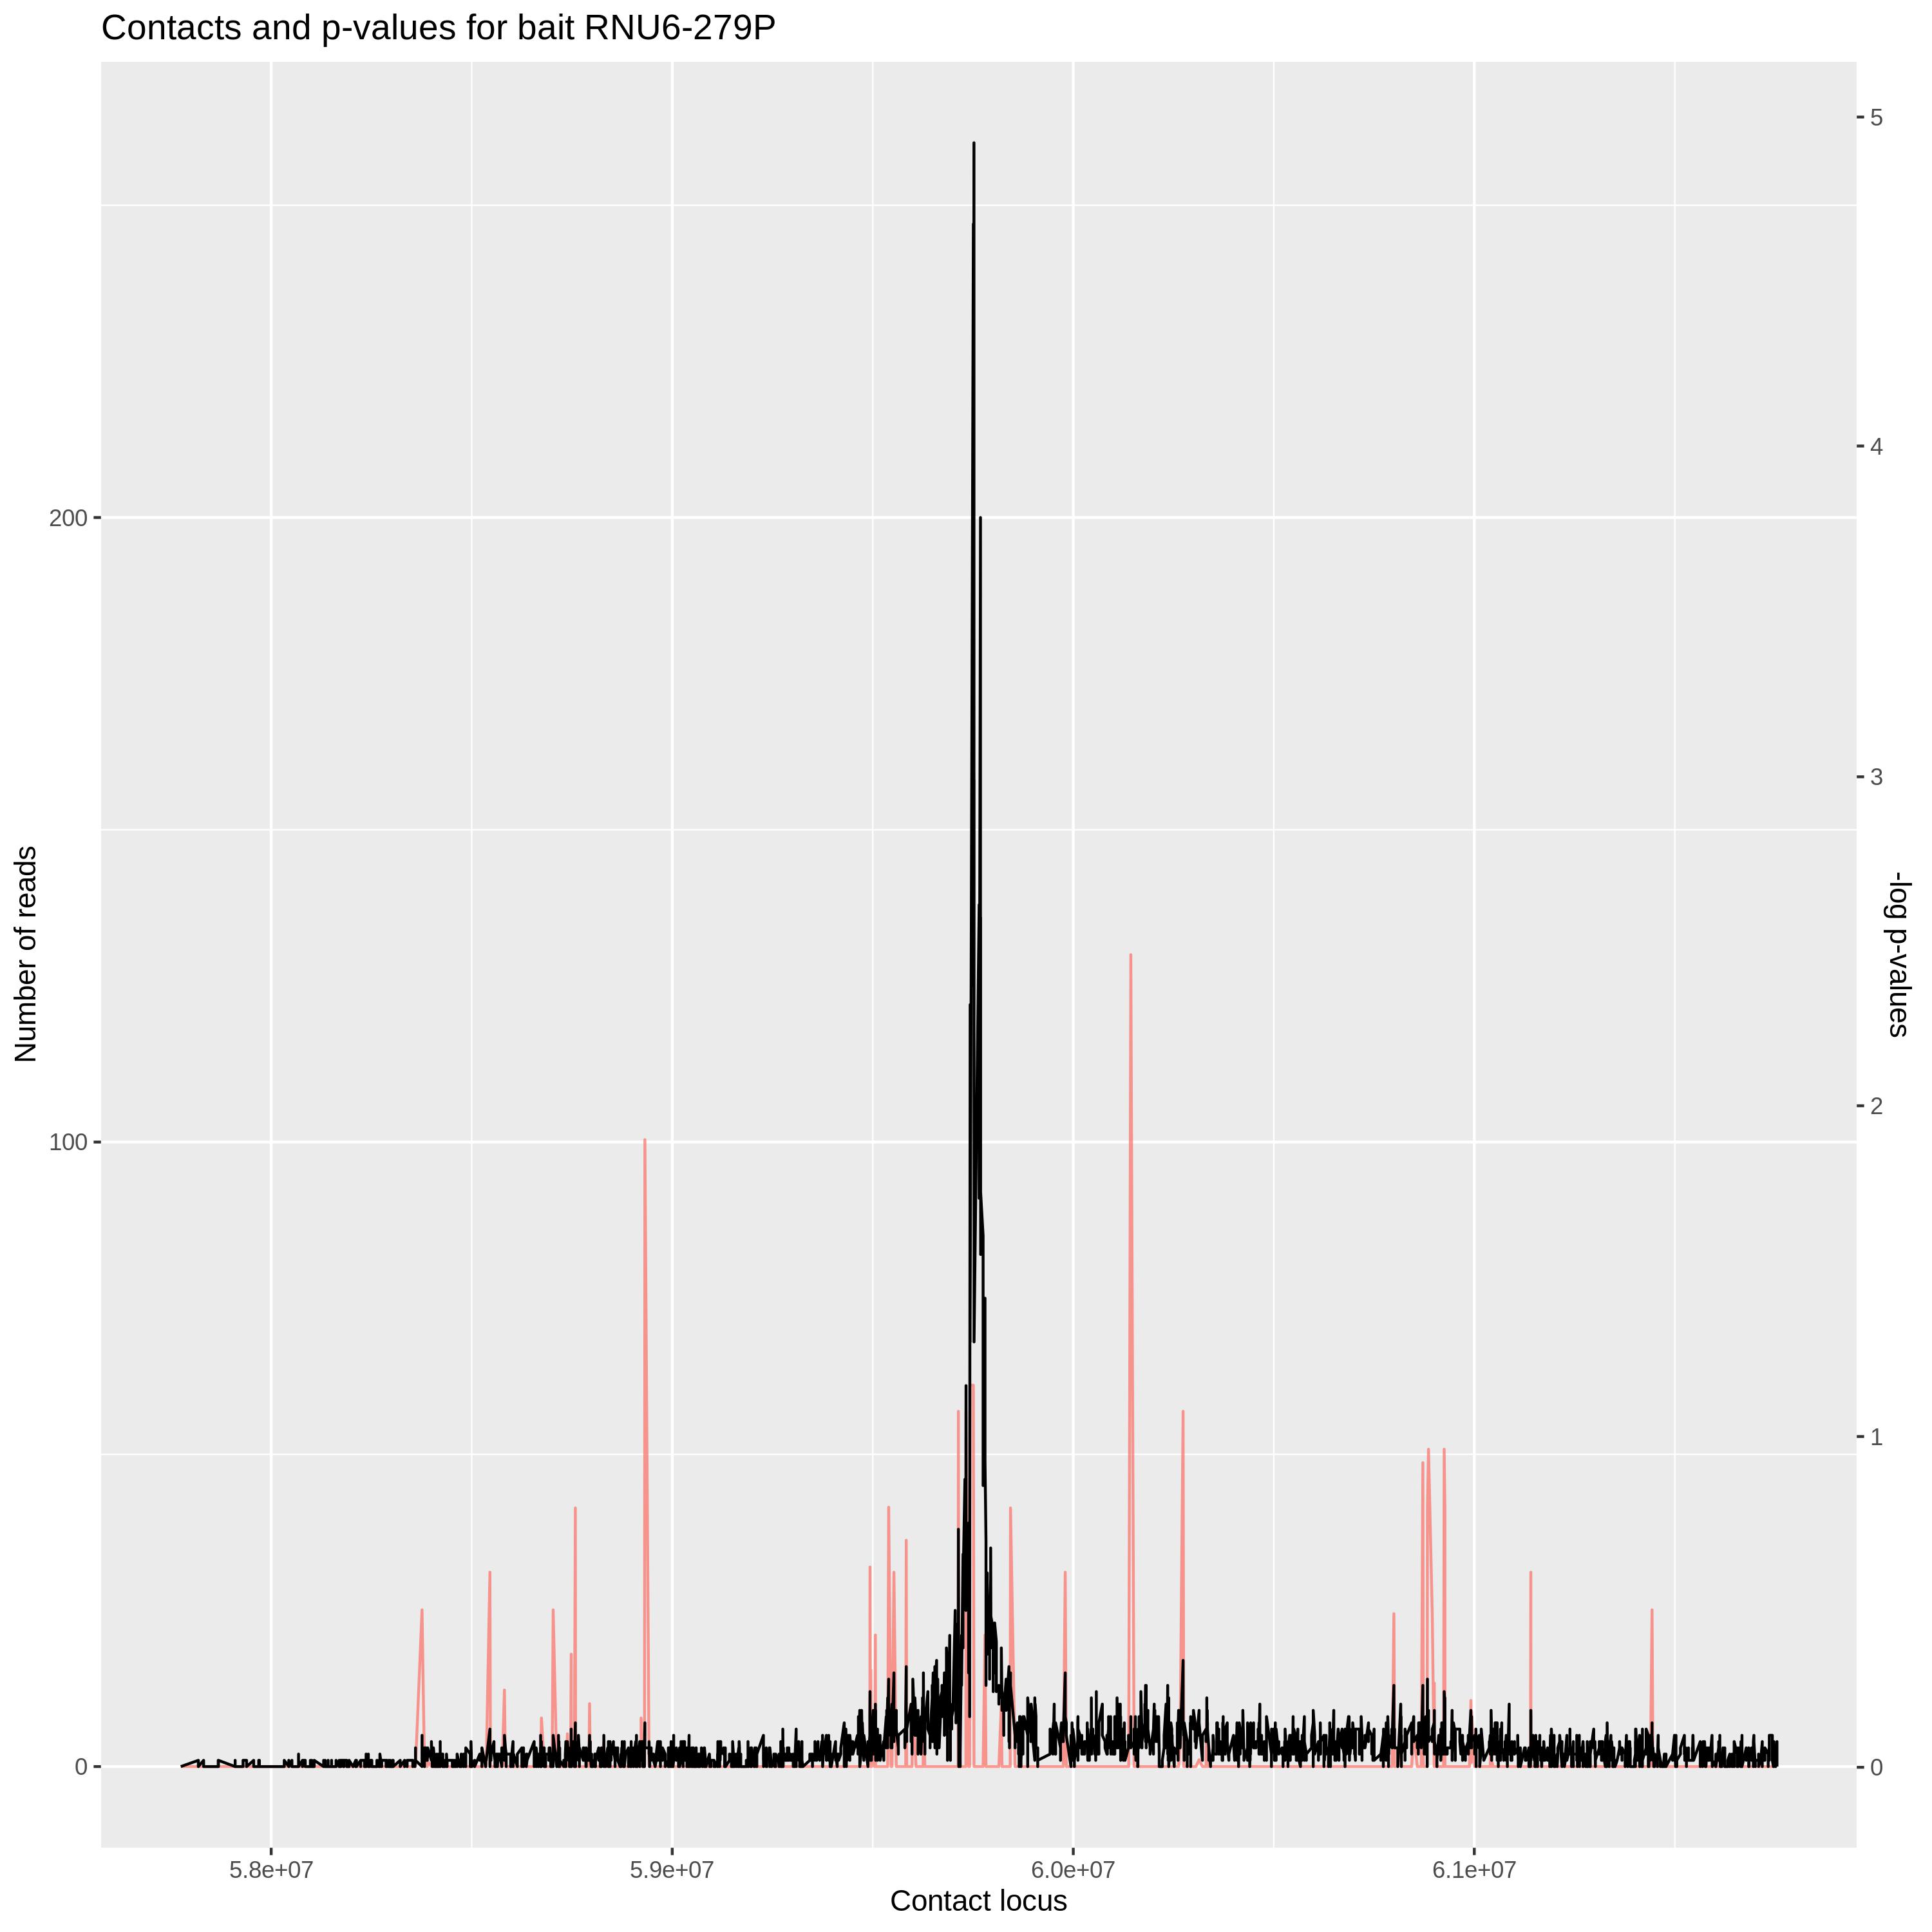 Contacts and p-values for bait RNU6-279P
5
4
200
3
Number of reads
-log p-values
2
100
1
0
0
5.8e+07
5.9e+07
6.0e+07
6.1e+07
Contact locus